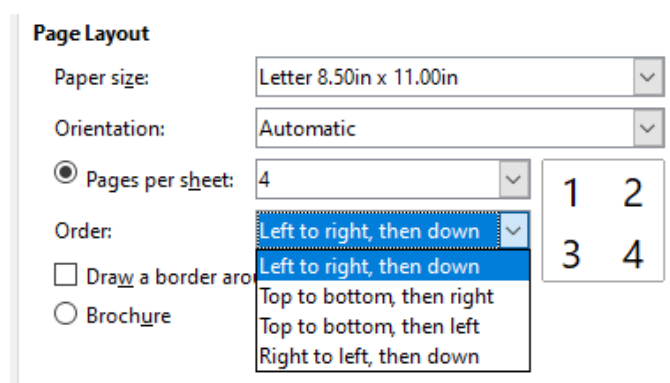 Page Layout
Paper size: Letter 8.50in x 11.00in
Orientation: Automatic
Pages per sheet: 4
1 2
Order: Left to right, then down
3 4
Left to right, then down
Draw a border aro
Top to bottom, then right
Brochure
Top to bottom, then left
Right to left, then down